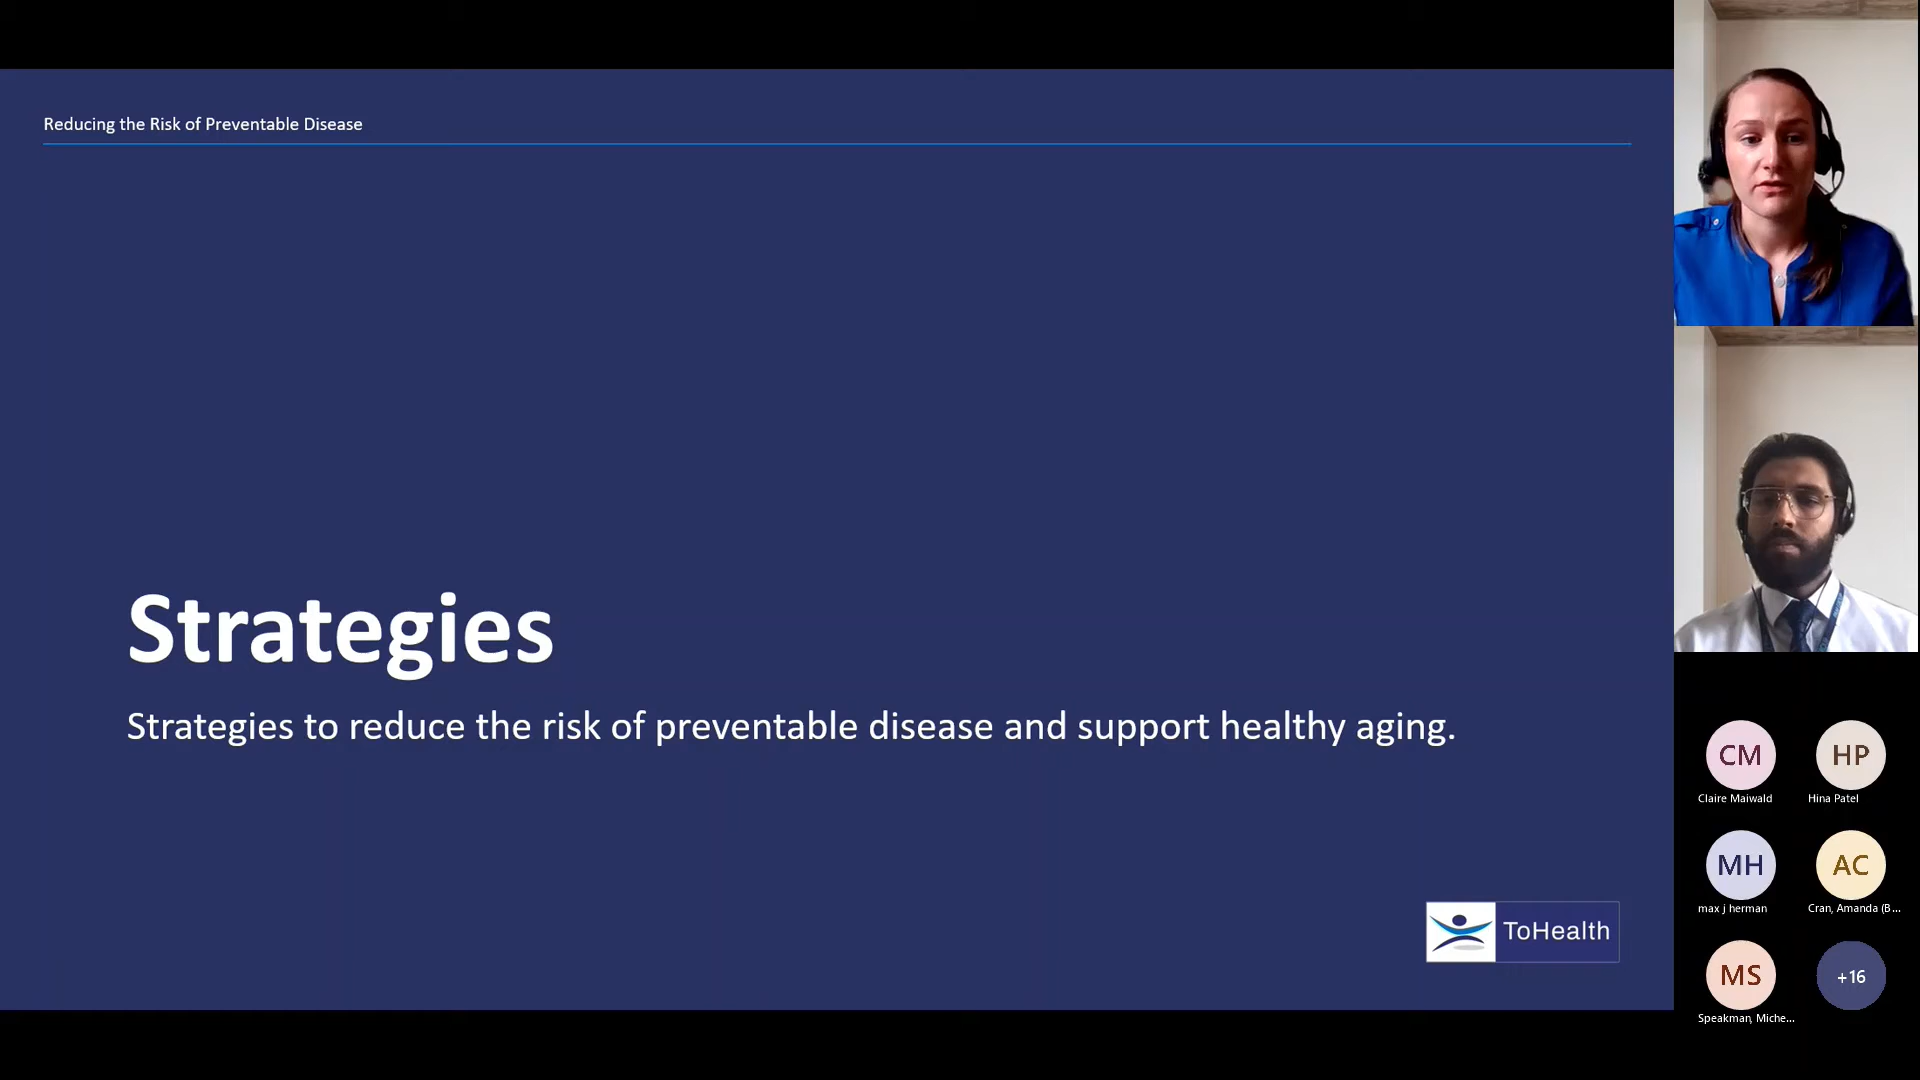 Reducing the Risk of Preventable Disease
Strategies
Strategies to reduce the risk of preventable disease and support healthy aging.
ToHealth
CM
HP
Claire Maiwald
Hina Patel
MH
AC
max j herman
Cran, Amanda (B...
MS
+16
Speakman, Miche...